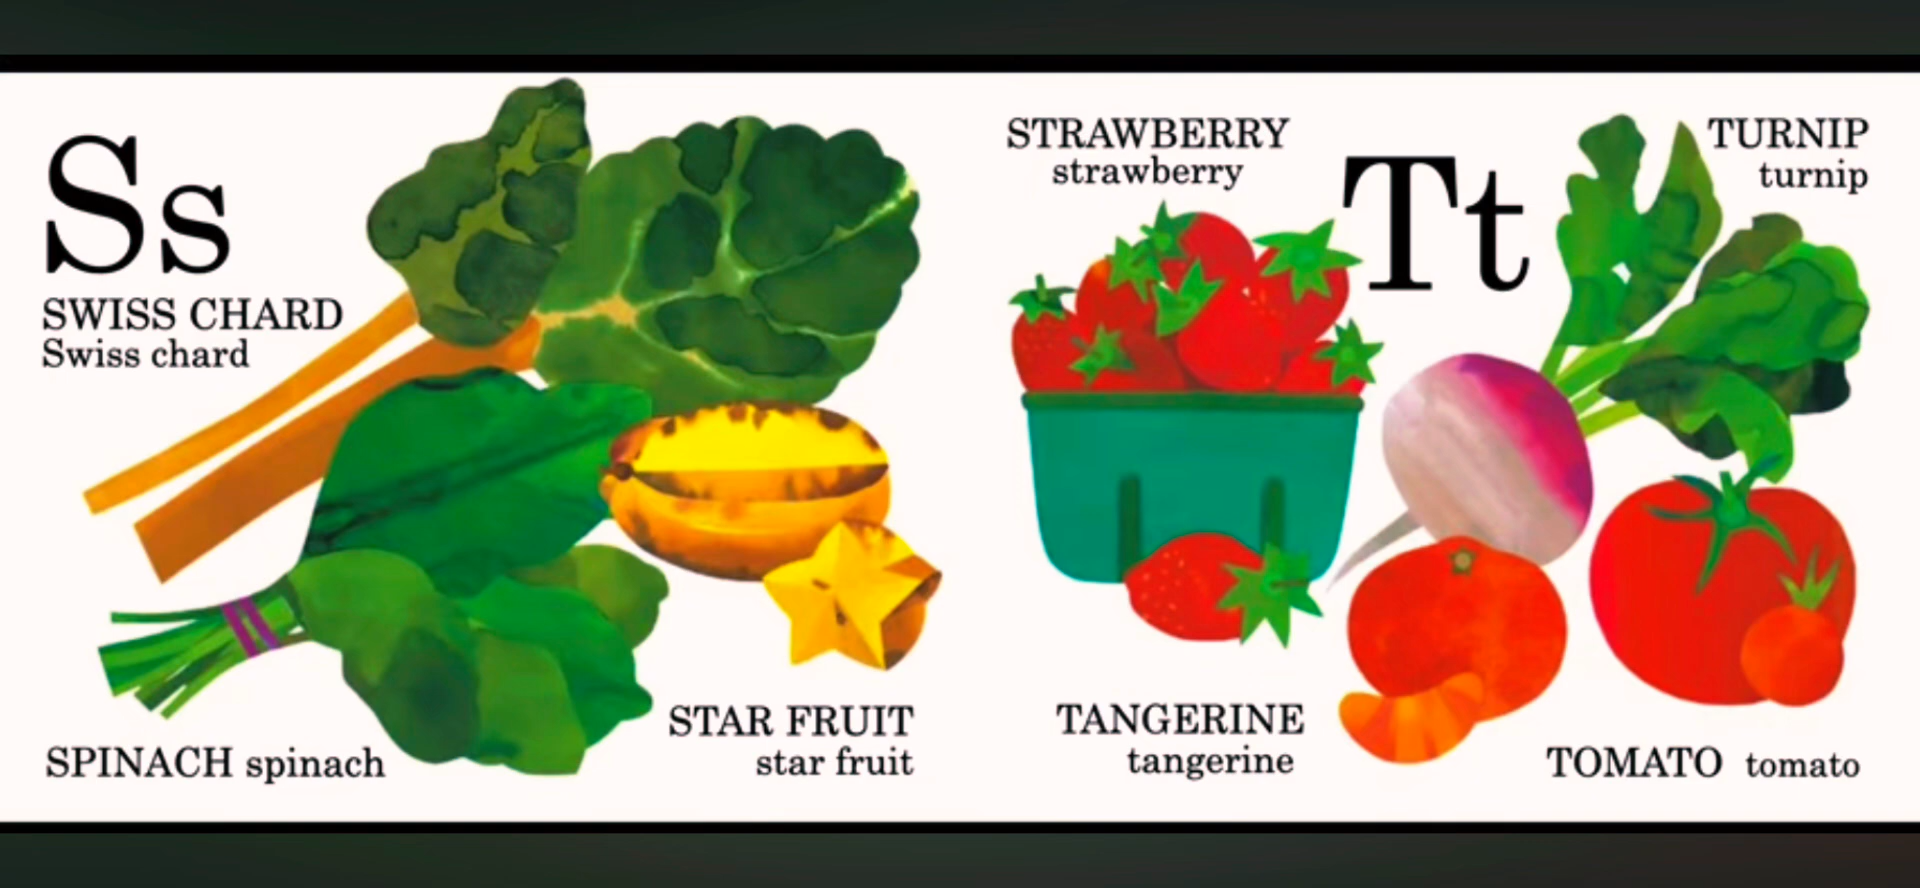 Ss
SWISS CHARD
Swiss chard
SPINACH spinach
STAR FRUIT
star fruit
STRAWBERRY
strawberry
Tt
TURNIP
turnip
TANGERINE
tangerine
TOMATO tomato